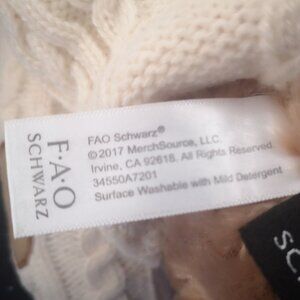 F·A·O
SCHWARZ
FAO Schwarz®
©2017 MerchSource, LLC.
Irvine, CA 92618. All Rights Reserved.
34550A7201
Surface Washable with Mild Detergent
SC